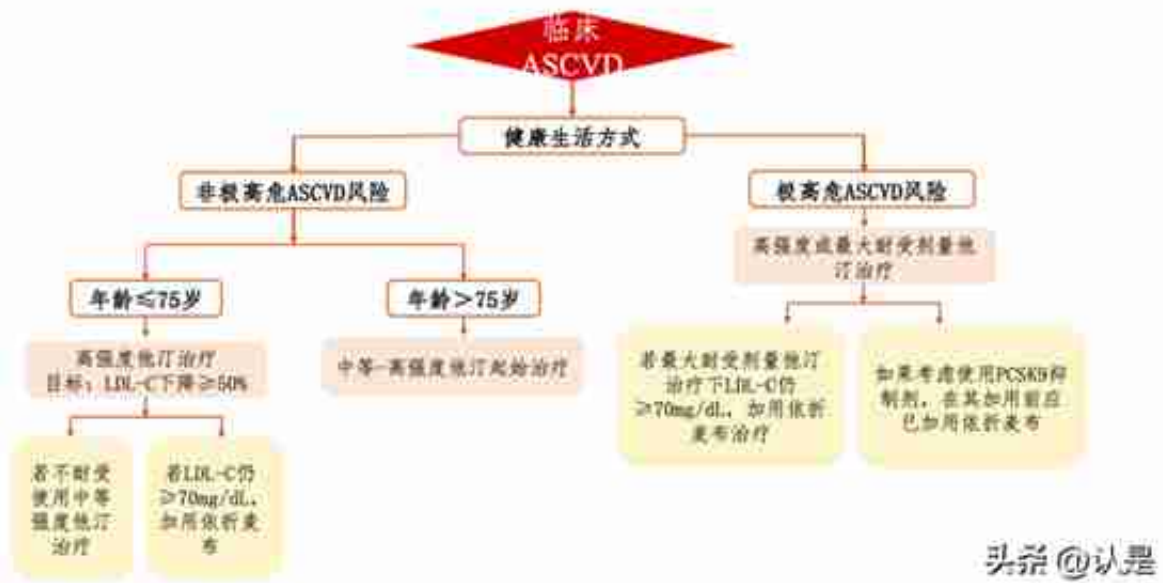 临床
ASCVD
健康生活方式
非极高危ASCVD风险
极高危ASCVD风险
高强度或最大耐受剂量他
汀治疗
年龄≤75岁
年龄>75岁
高强度他汀治疗
目标：LDL-C下降≥50%
中等-高强度他汀起始治疗
若最大耐受剂量他汀
治疗下LDL-C仍
≥70mg/dL，加用依折
麦布治疗
如果考虑使用PCSK9抑
制剂，在其加用前应
已加用依折麦布
若不耐受
使用中等
强度他汀
治疗
若LDL-C仍
≥70mg/dL，
加用依折麦
布
头条 @认是